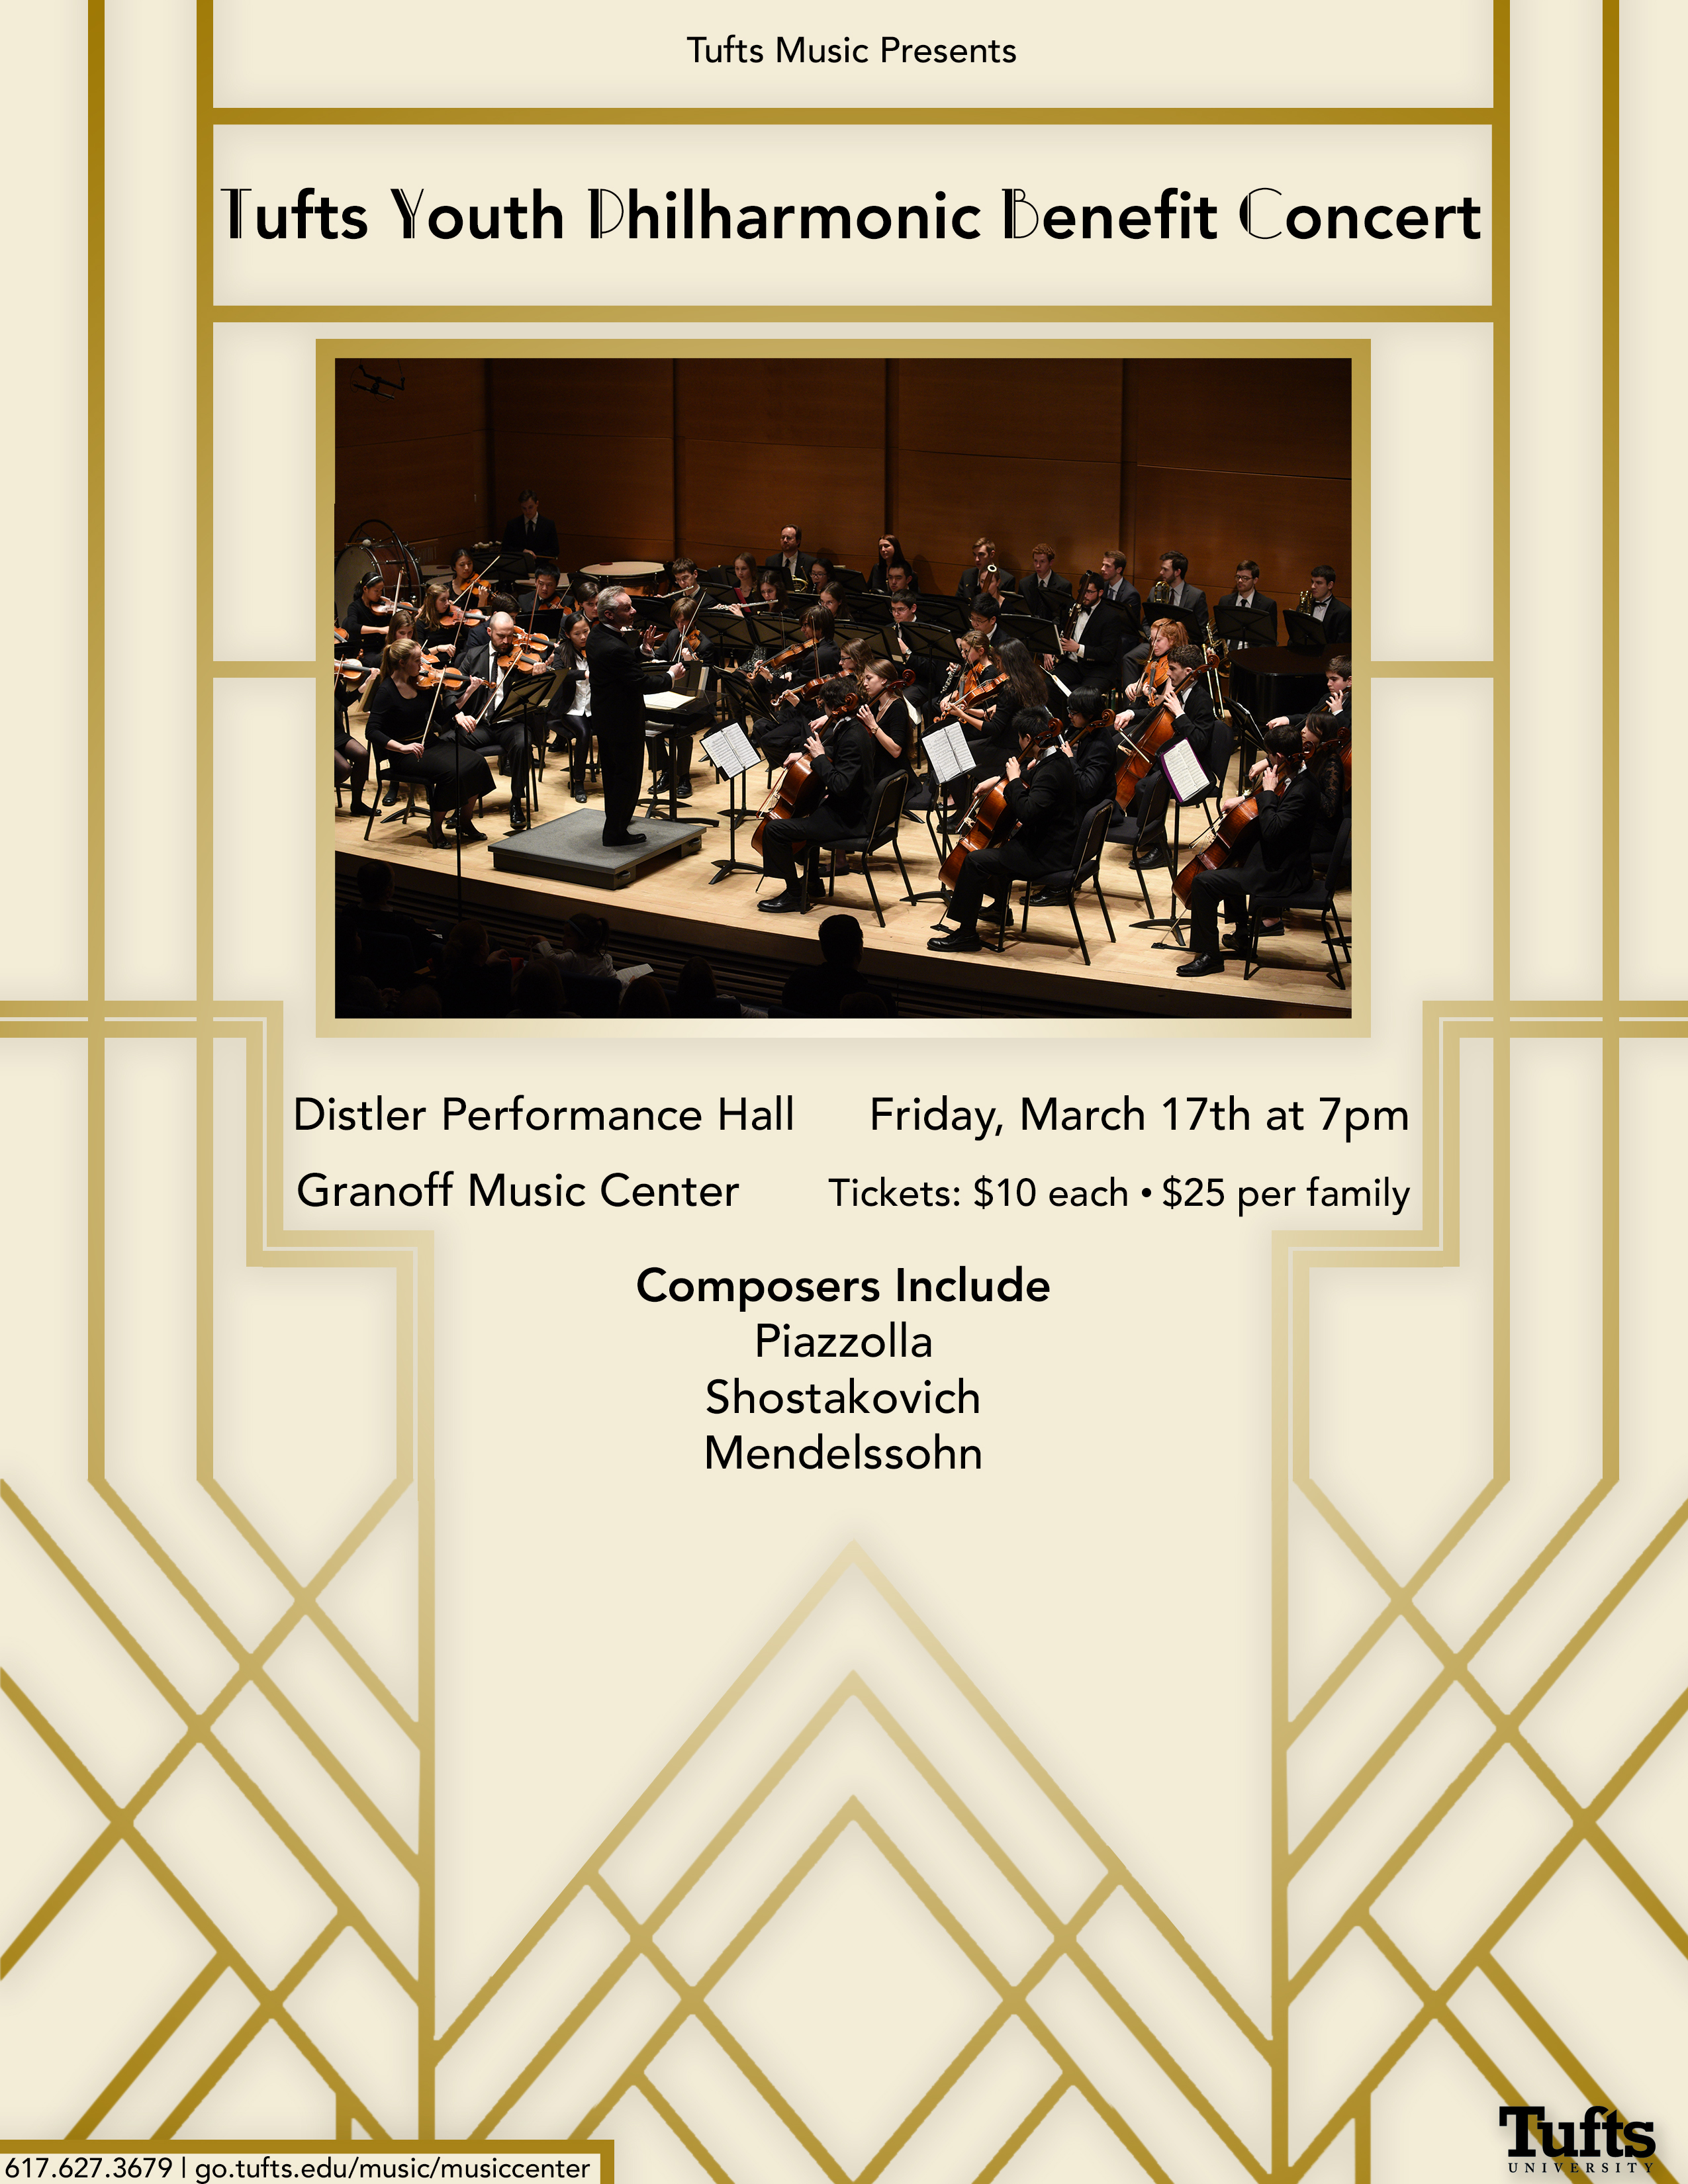 Tufts Music Presents
Tufts Youth Philharmonic Benefit Concert
Distler Performance Hall
Granoff Music Center
Friday, March 17th at 7pm
Tickets: $10 each • $25 per family
Composers Include
Piazzolla
Shostakovich
Mendelssohn
617.627.3679 | go.tufts.edu/music/musiccenter
Tufts
UNIVERSITY